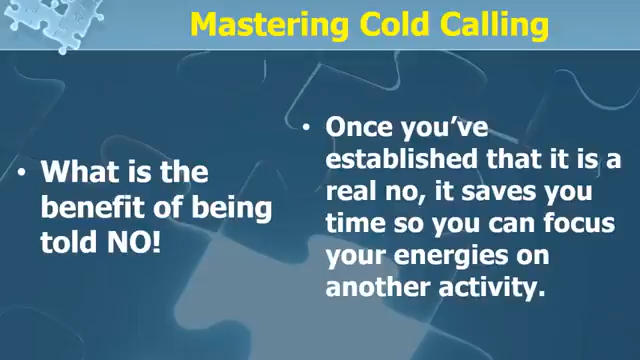 Mastering Cold Calling
• What is the
benefit of being
told NO!
• Once you’ve
established that it is a
real no, it saves you
time so you can focus
your energies on
another activity.